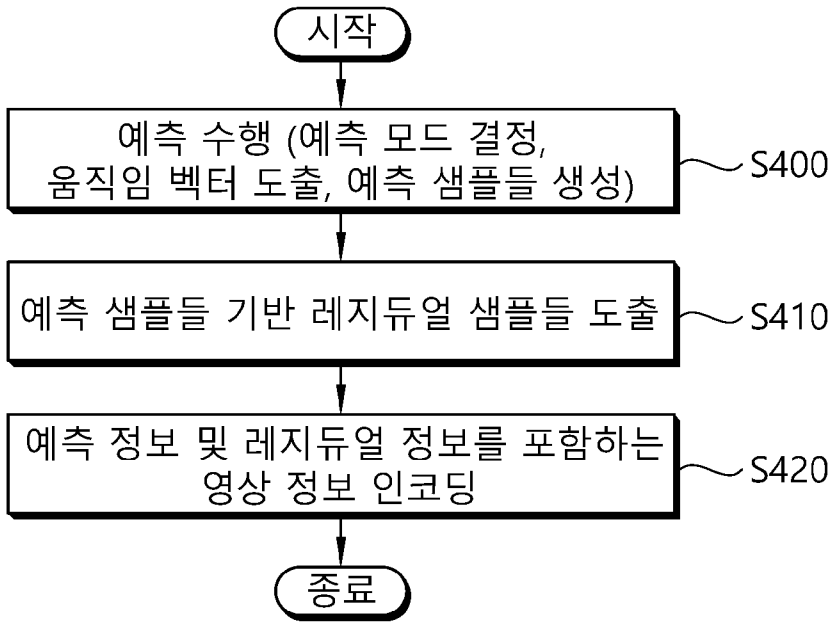 시작
예측 수행 (예측 모드 결정,
움직임 벡터 도출, 예측 샘플들 생성)
S400
예측 샘플들 기반 레지듀얼 샘플들 도출
S410
예측 정보 및 레지듀얼 정보를 포함하는
영상 정보 인코딩
S420
종료